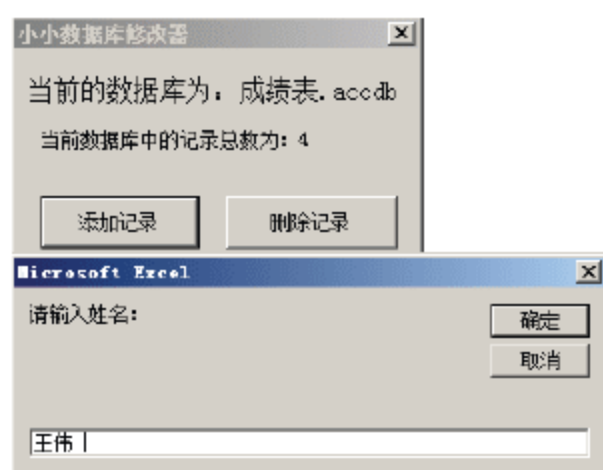 小小数据库修改器
当前的数据库为：成绩表.accdb
当前数据库中的记录总数为：4
添加记录 删除记录
Microsoft Excel
请输入姓名：
确定
取消
王伟